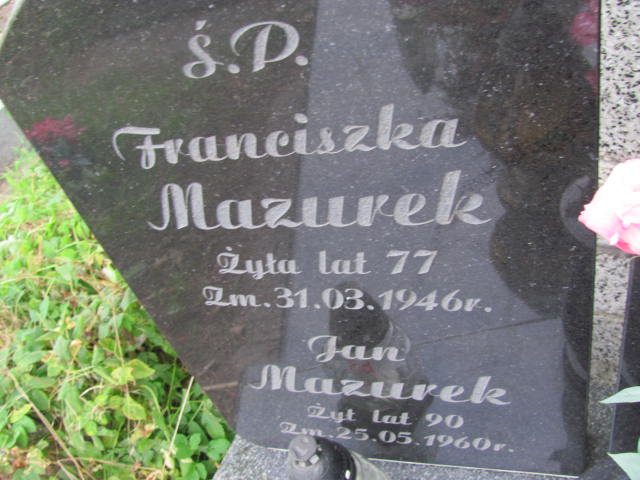 Ś.P.
Franciszka
Mazurek
Żyła lat 77
Zm. 31.03.1946r.
Jan
Mazurek
Żył lat 90
Zm. 25.05.1960r.